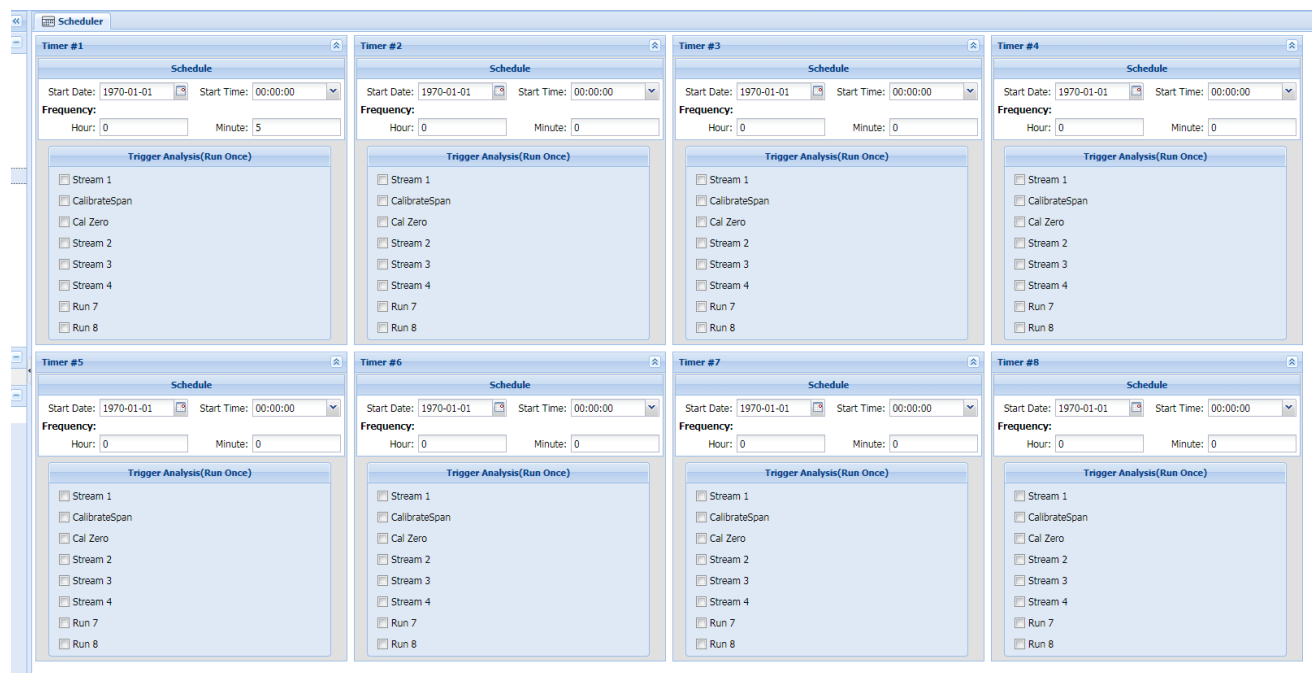 Scheduler
Timer #1 Timer #2 Timer #3 Timer #4
Schedule Schedule Schedule Schedule
Start Date: 1970-01-01 Start Time: 00:00:00 Start Date: 1970-01-01 Start Time: 00:00:00 Start Date: 1970-01-01 Start Time: 00:00:00 Start Date: 1970-01-01 Start Time: 00:00:00
Frequency: Frequency: Frequency: Frequency:
Hour: 0 Minute: 5 Hour: 0 Minute: 0 Hour: 0 Minute: 0 Hour: 0 Minute: 0
Trigger Analysis(Run Once) Trigger Analysis(Run Once) Trigger Analysis(Run Once) Trigger Analysis(Run Once)
Stream 1 Stream 1 Stream 1 Stream 1
CalibrateSpan CalibrateSpan CalibrateSpan CalibrateSpan
Cal Zero Cal Zero Cal Zero Cal Zero
Stream 2 Stream 2 Stream 2 Stream 2
Stream 3 Stream 3 Stream 3 Stream 3
Stream 4 Stream 4 Stream 4 Stream 4
Run 7 Run 7 Run 7 Run 7
Run 8 Run 8 Run 8 Run 8
Timer #5 Timer #6 Timer #7 Timer #8
Schedule Schedule Schedule Schedule
Start Date: 1970-01-01 Start Time: 00:00:00 Start Date: 1970-01-01 Start Time: 00:00:00 Start Date: 1970-01-01 Start Time: 00:00:00 Start Date: 1970-01-01 Start Time: 00:00:00
Frequency: Frequency: Frequency: Frequency:
Hour: 0 Minute: 0 Hour: 0 Minute: 0 Hour: 0 Minute: 0 Hour: 0 Minute: 0
Trigger Analysis(Run Once) Trigger Analysis(Run Once) Trigger Analysis(Run Once) Trigger Analysis(Run Once)
Stream 1 Stream 1 Stream 1 Stream 1
CalibrateSpan CalibrateSpan CalibrateSpan CalibrateSpan
Cal Zero Cal Zero Cal Zero Cal Zero
Stream 2 Stream 2 Stream 2 Stream 2
Stream 3 Stream 3 Stream 3 Stream 3
Stream 4 Stream 4 Stream 4 Stream 4
Run 7 Run 7 Run 7 Run 7
Run 8 Run 8 Run 8 Run 8